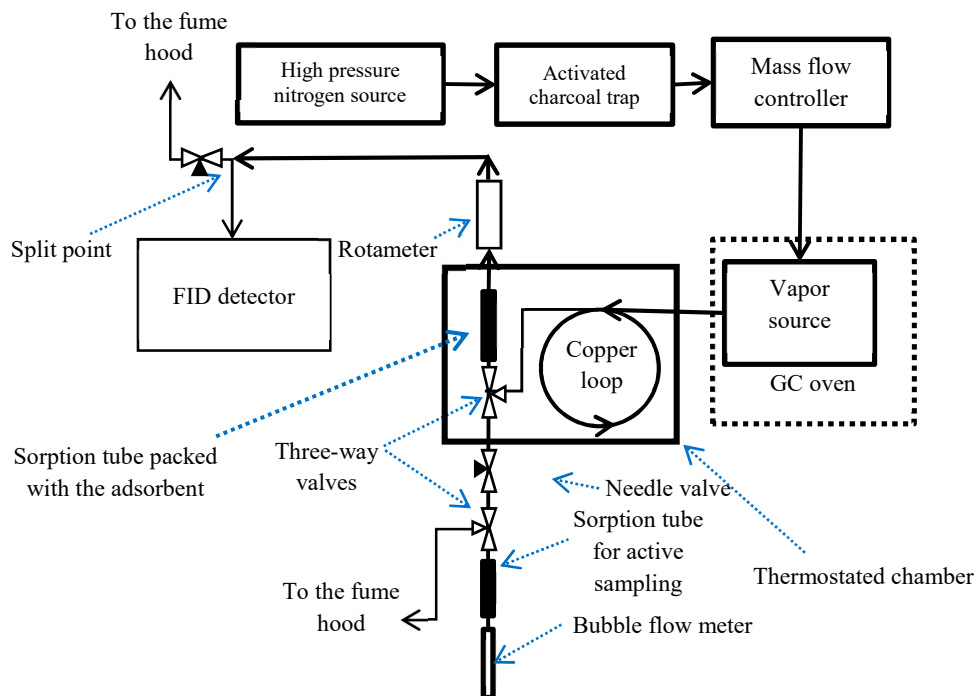 To the fume
hood
High pressure
nitrogen source
Activated
charcoal trap
Mass flow
controller
Split point
Rotameter
FID detector
Vapor
source
GC oven
Copper
loop
Sorption tube packed
with the adsorbent
Three-way
valves
Needle valve
Sorption tube
for active
sampling
Thermostated chamber
To the fume
hood
Bubble flow meter